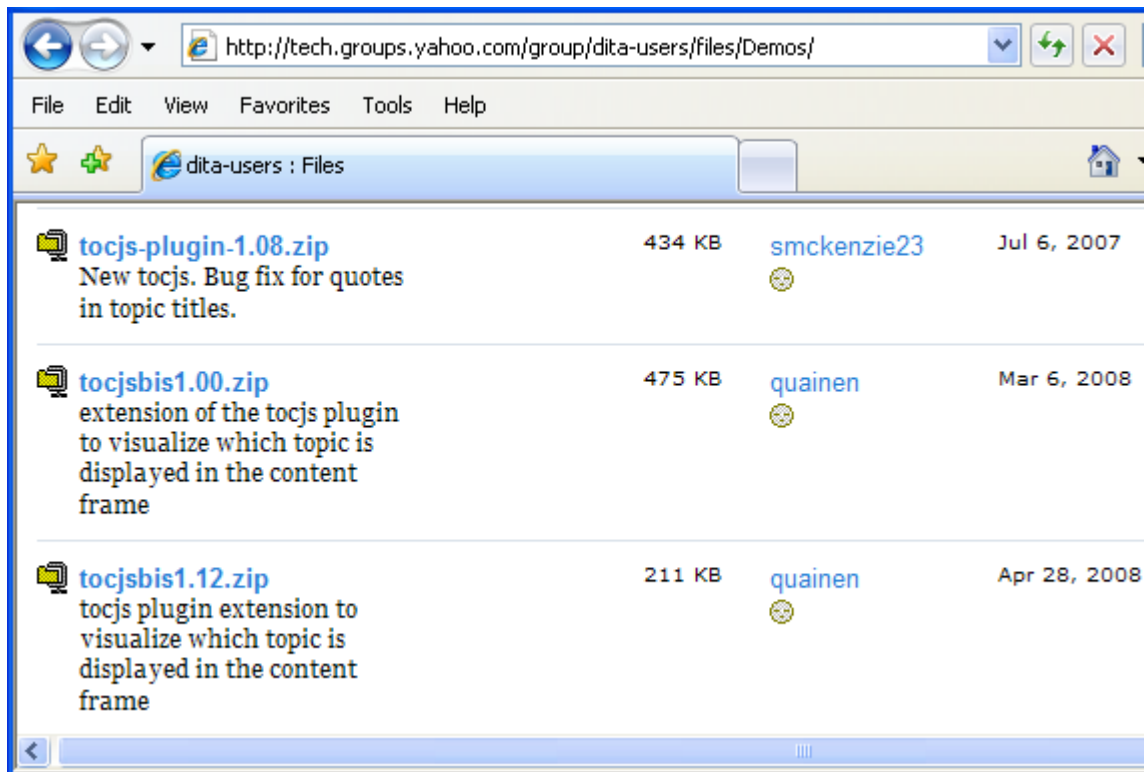 http://tech.groups.yahoo.com/group/dita-users/files/Demos/
File Edit View Favorites Tools Help
dita-users : Files
tocjs-plugin-1.08.zip 434 KB smckenzie23 Jul 6, 2007
New tocjs. Bug fix for quotes
in topic titles.
tocjsbis1.00.zip 475 KB quainen Mar 6, 2008
extension of the tocjs plugin
to visualize which topic is
displayed in the content
frame
tocjsbis1.12.zip 211 KB quainen Apr 28, 2008
tocjs plugin extension to
visualize which topic is
displayed in the content
frame